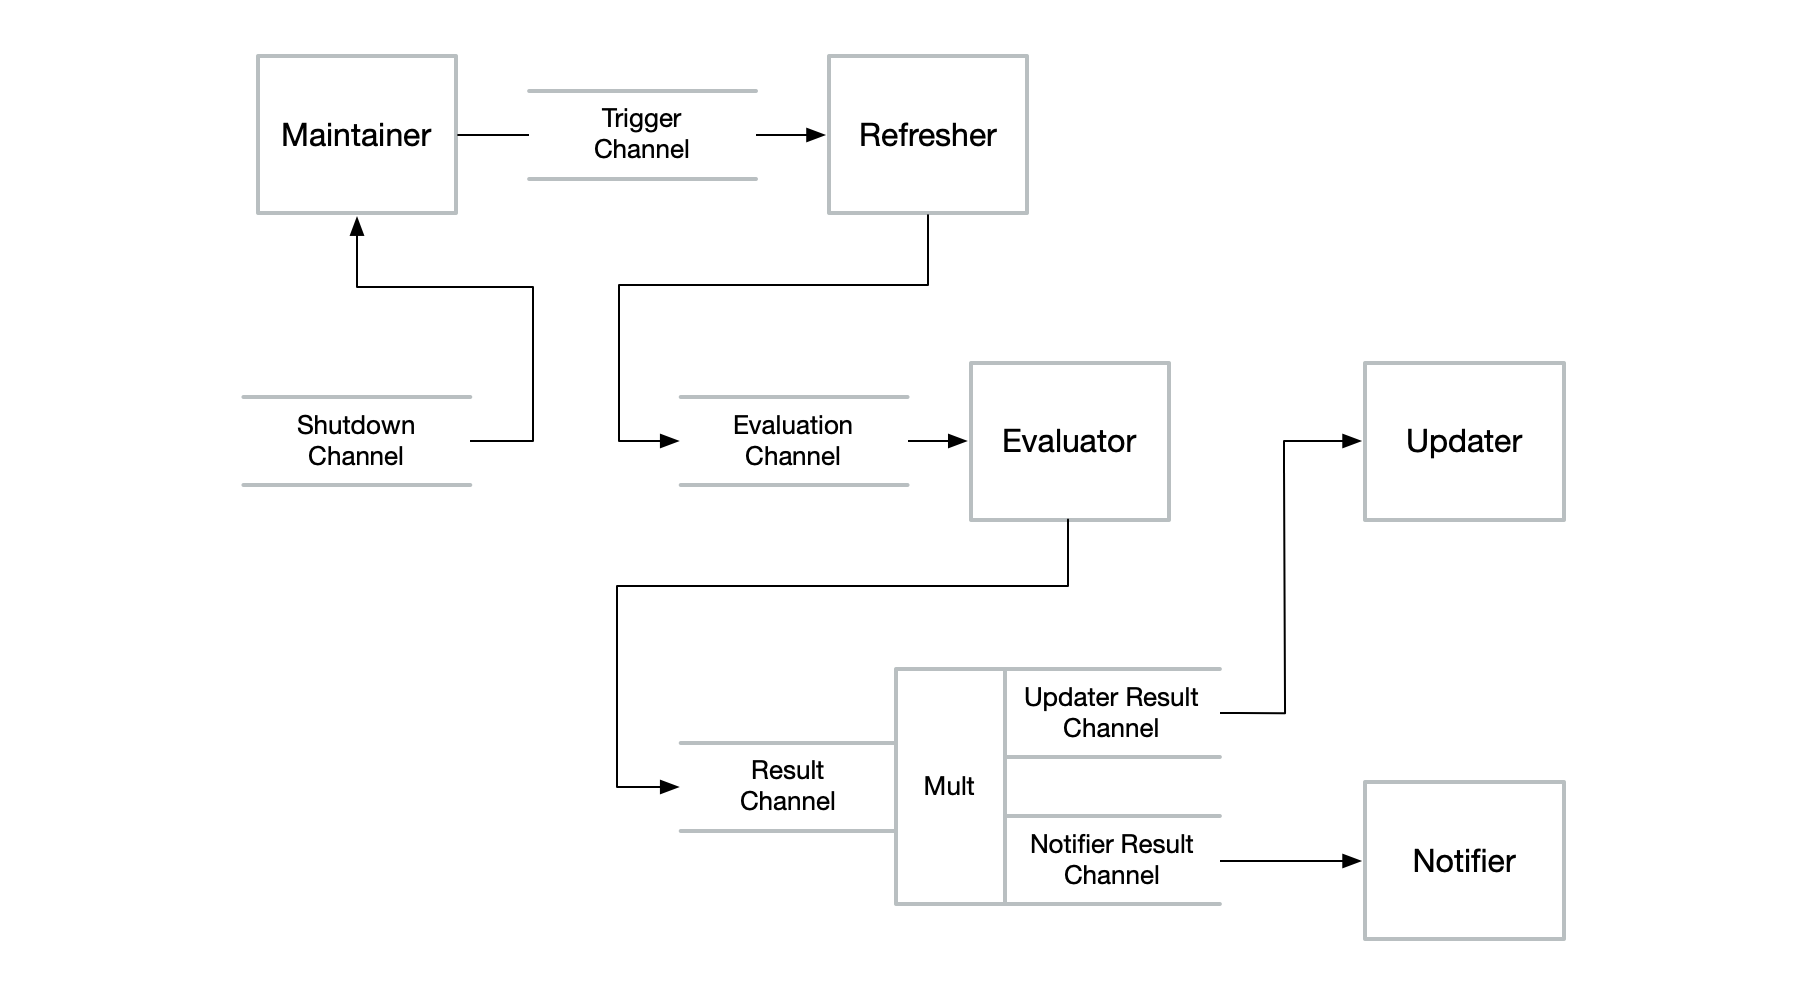 Maintainer
Trigger
Channel
Refresher
Shutdown
Channel
Evaluation
Channel
Evaluator
Updater
Updater Result
Channel
Result
Channel
Mult
Notifier Result
Channel
Notifier